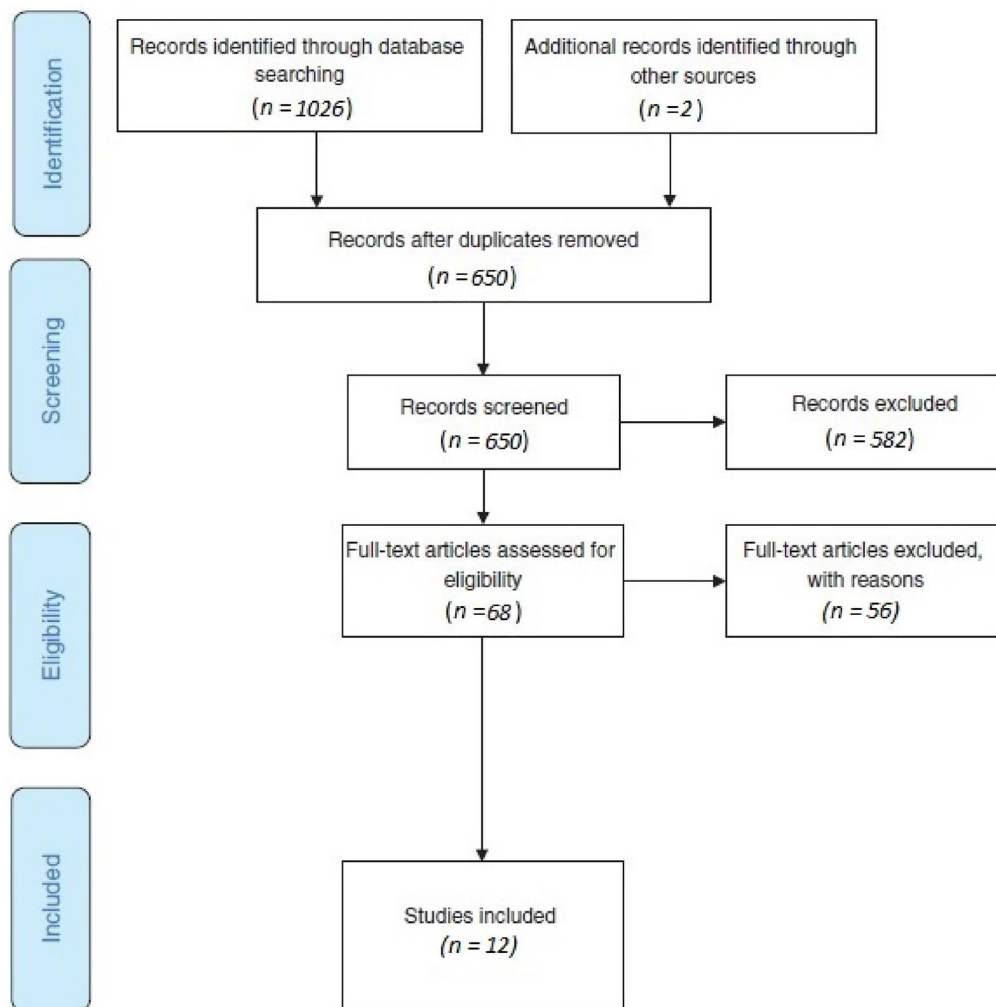 Identification
Records identified through database
searching
(n = 1026)
Additional records identified through
other sources
(n =2 )
Records after duplicates removed
(n = 650)
Screening
Records screened
(n = 650)
Records excluded
(n = 582)
Eligibility
Full-text articles assessed for
eligibility
(n =68 )
Full-text articles excluded,
with reasons
(n = 56)
Included
Studies included
(n = 12)